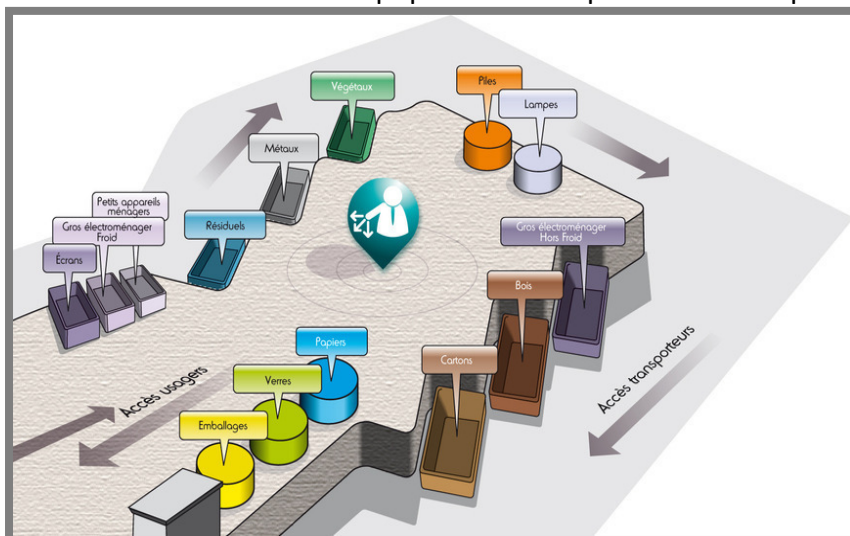 Végétaux
Piles
Lampes
Métaux
Petits appareils
ménagers
Gros électroménager
Froid
Écrans
Résiduels
Gros électroménager
Hors Froid
Bois
Papiers
Cartons
Verres
Emballages
Accès usagers
Accès transporteurs